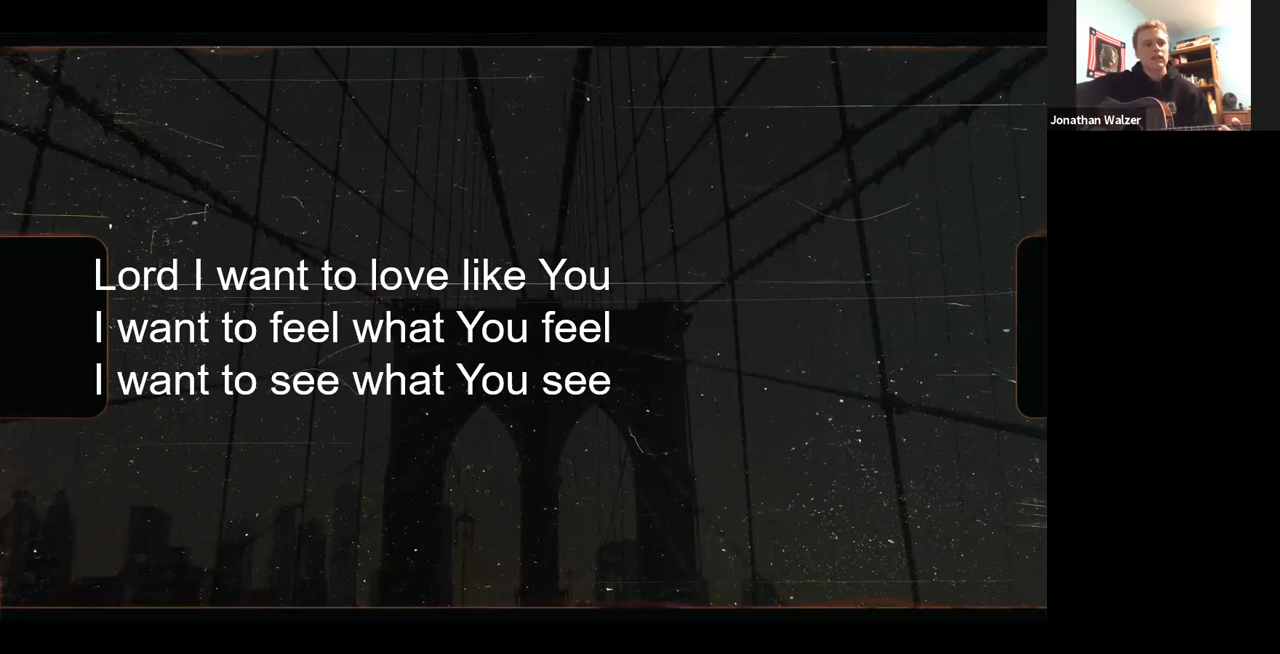 Lord I want to love like You
I want to feel what You feel
I want to see what You see
Jonathan Walzer